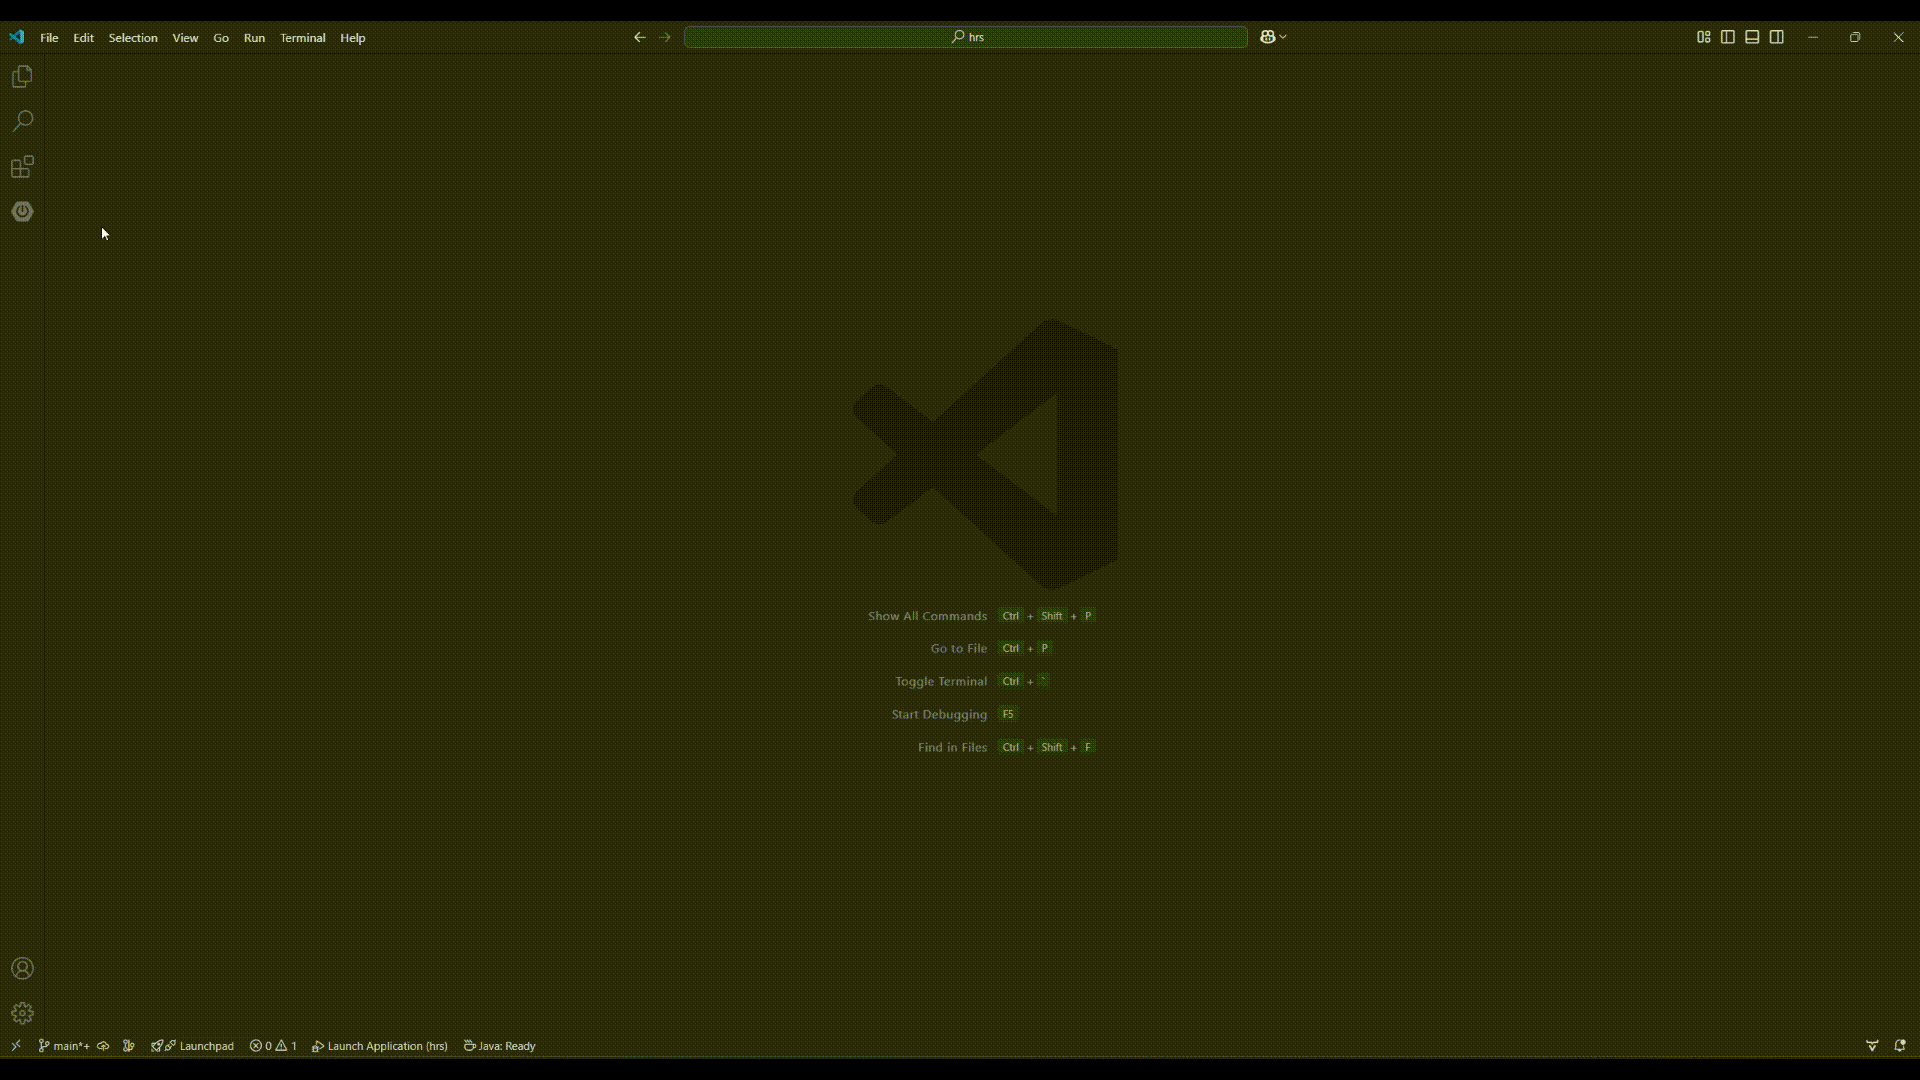 File Edit Selection View Go Run Terminal Help
hrs
Show All Commands Ctrl + Shift + P
Go to File Ctrl + P
Toggle Terminal Ctrl + `
Start Debugging F5
Find in Files Ctrl + Shift + F
main*+ Launchpad 0 1 Launch Application (hrs) Java: Ready